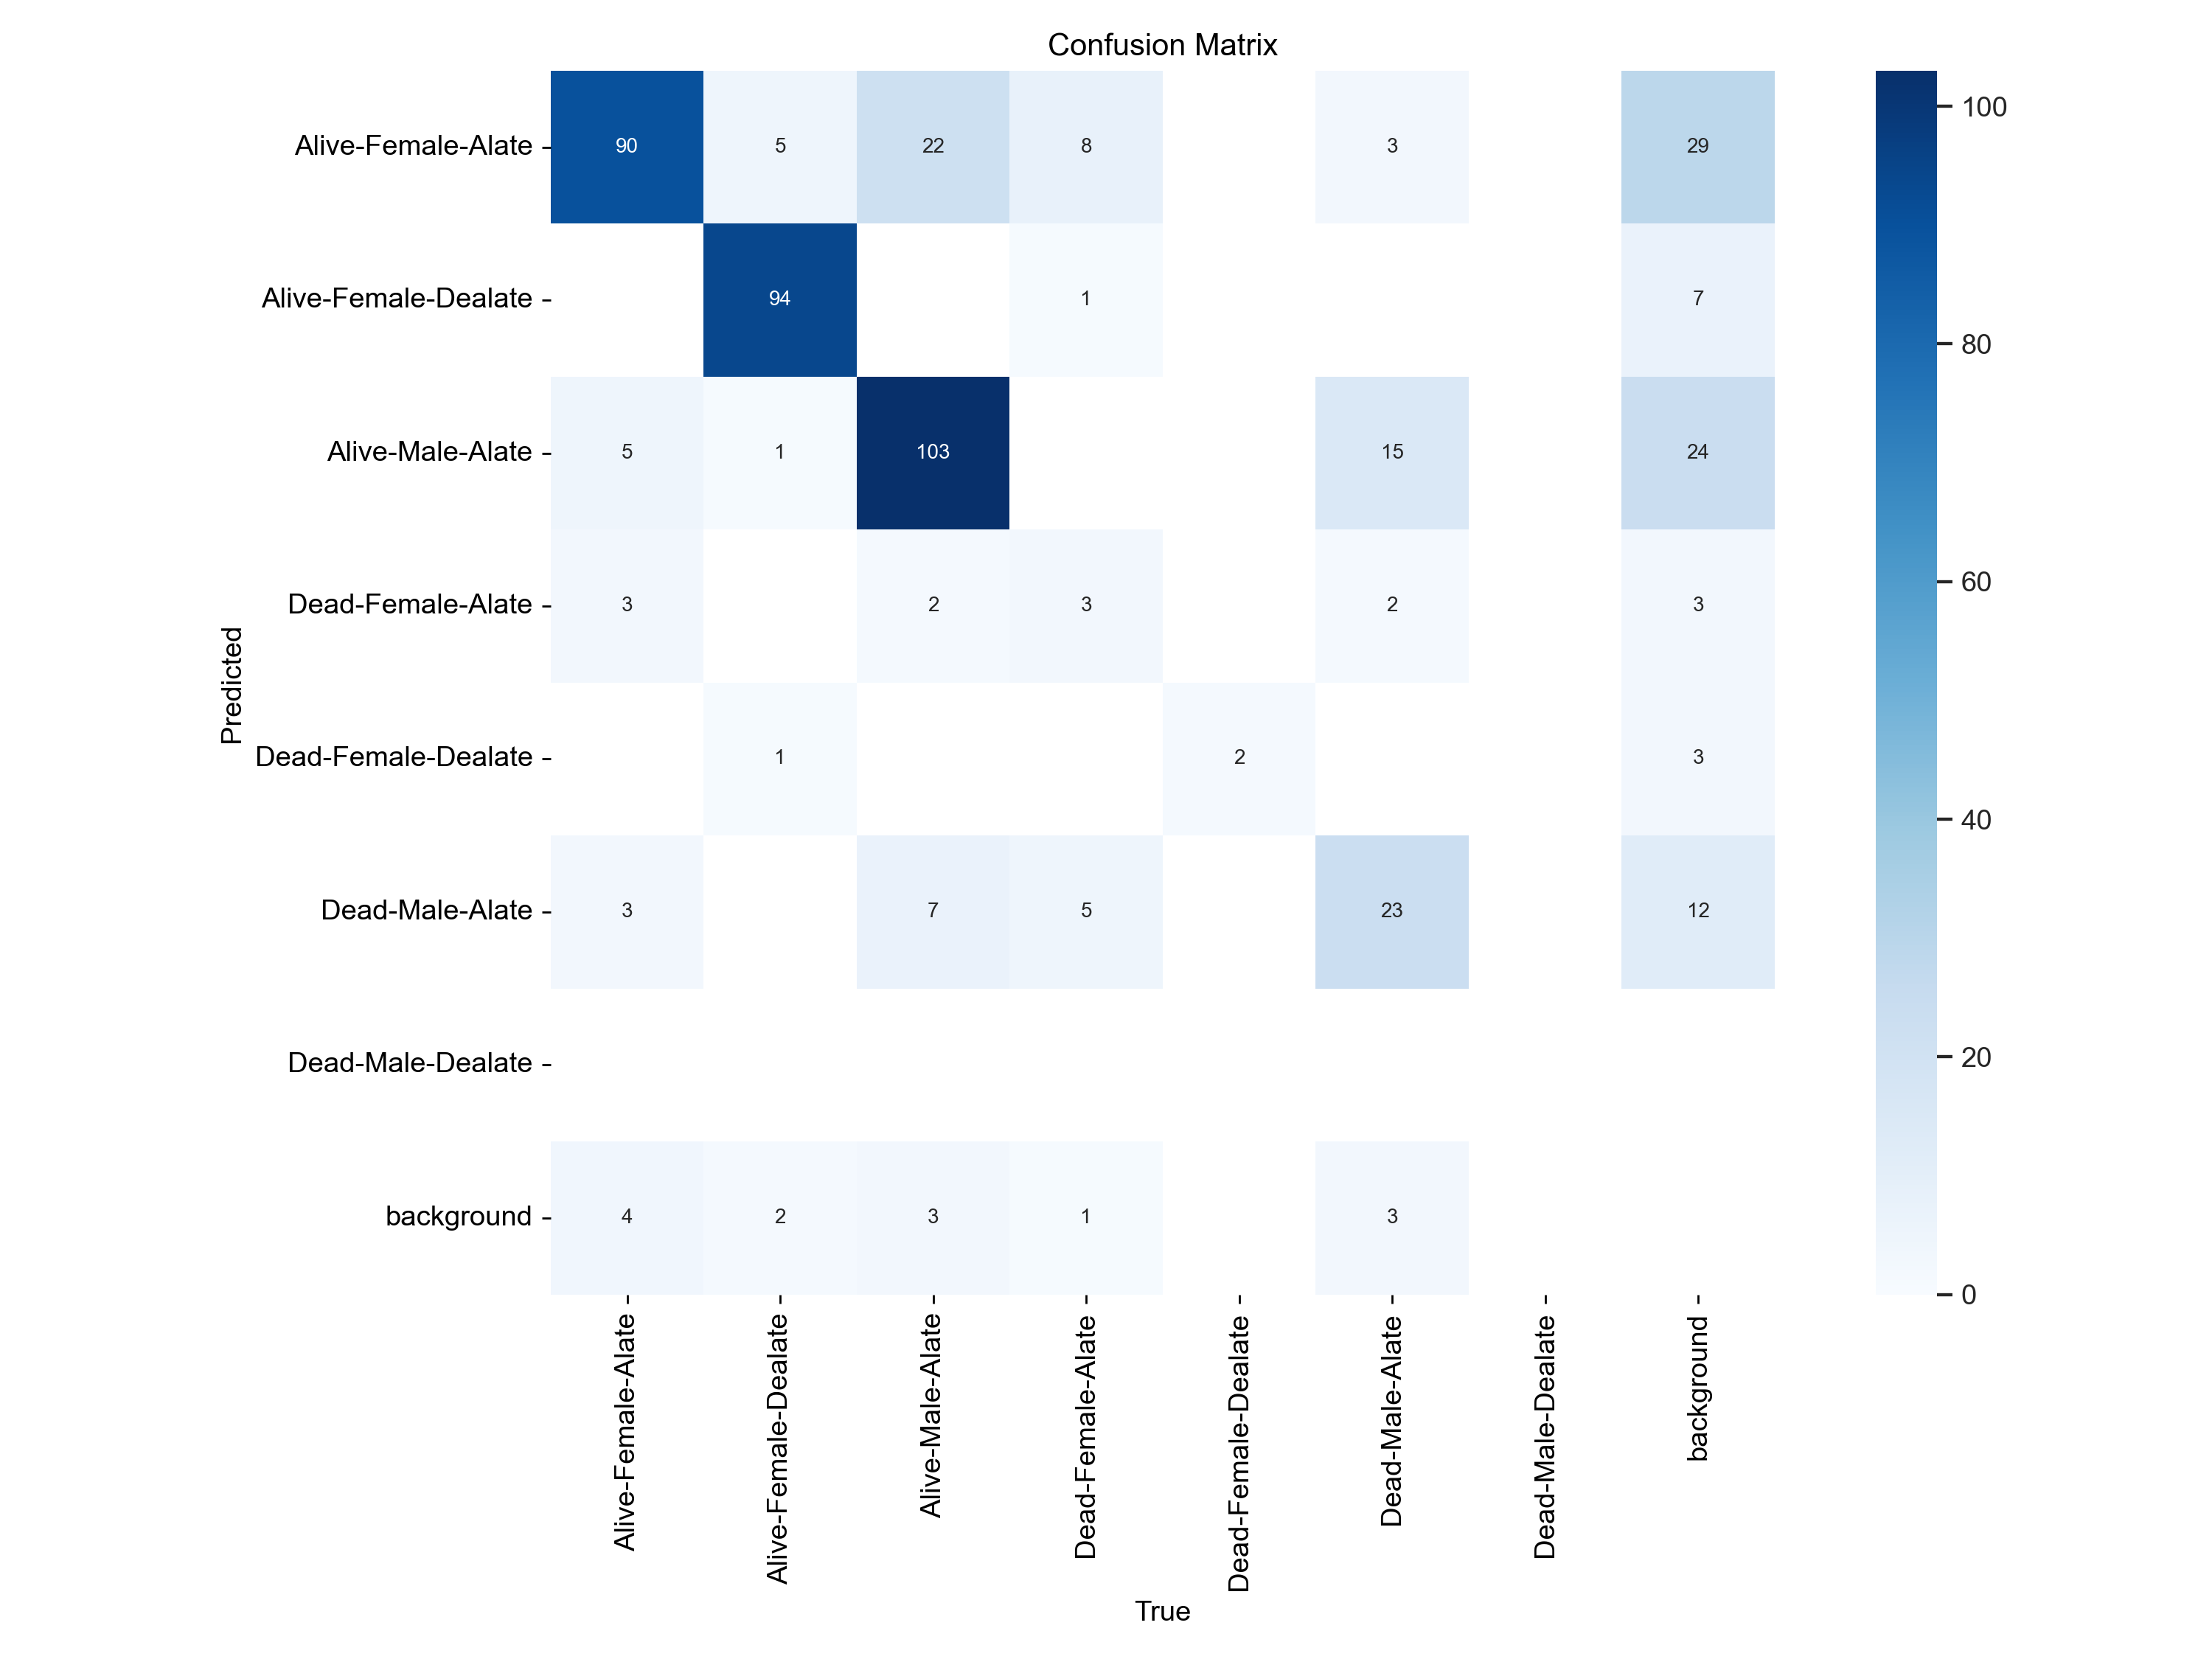 Confusion Matrix
Predicted
Alive-Female-Alate 90 5 22 8 3 29
Alive-Female-Dealate 94 1 7
Alive-Male-Alate 5 1 103 15 24
Dead-Female-Alate 3 2 3 2 3
Dead-Female-Dealate 1 2 3
Dead-Male-Alate 3 7 5 23 12
Dead-Male-Dealate
background 4 2 3 1 3
Alive-Female-Alate
Alive-Female-Dealate
Alive-Male-Alate
Dead-Female-Alate
Dead-Female-Dealate
Dead-Male-Alate
Dead-Male-Dealate
background
True
100
80
60
40
20
0